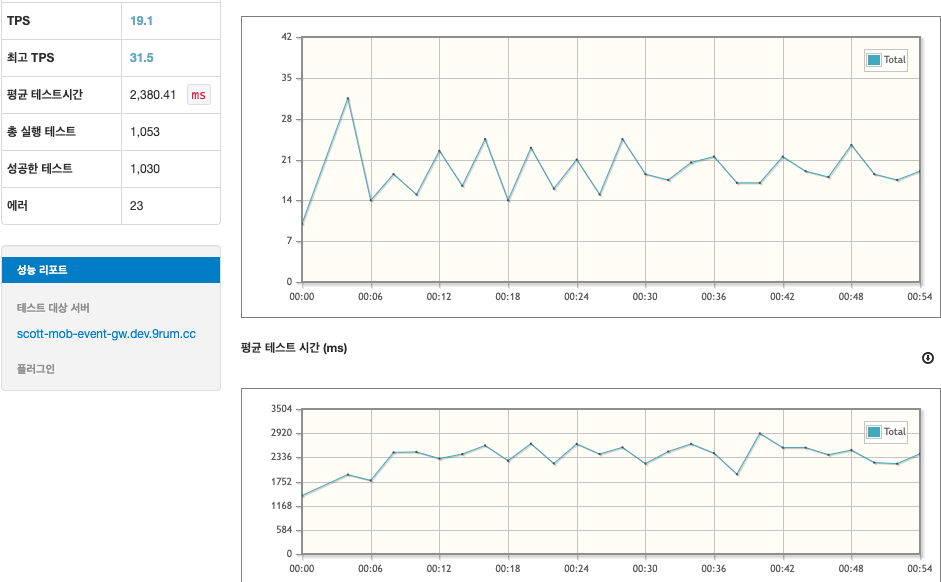 TPS 19.1
최고 TPS 31.5
평균 테스트시간 2,380.41 ms
총 실행 테스트 1,053
성공한 테스트 1,030
에러 23
성능 리포트
테스트 대상 서버
scott-mob-event-gw.dev.9rum.cc
플러그인
42
35
28
21
14
7
0
Total
00:00 00:06 00:12 00:18 00:24 00:30 00:36 00:42 00:48 00:54
평균 테스트 시간 (ms)
3504
2920
2336
1752
1168
584
0
Total
00:00 00:06 00:12 00:18 00:24 00:30 00:36 00:42 00:48 00:54